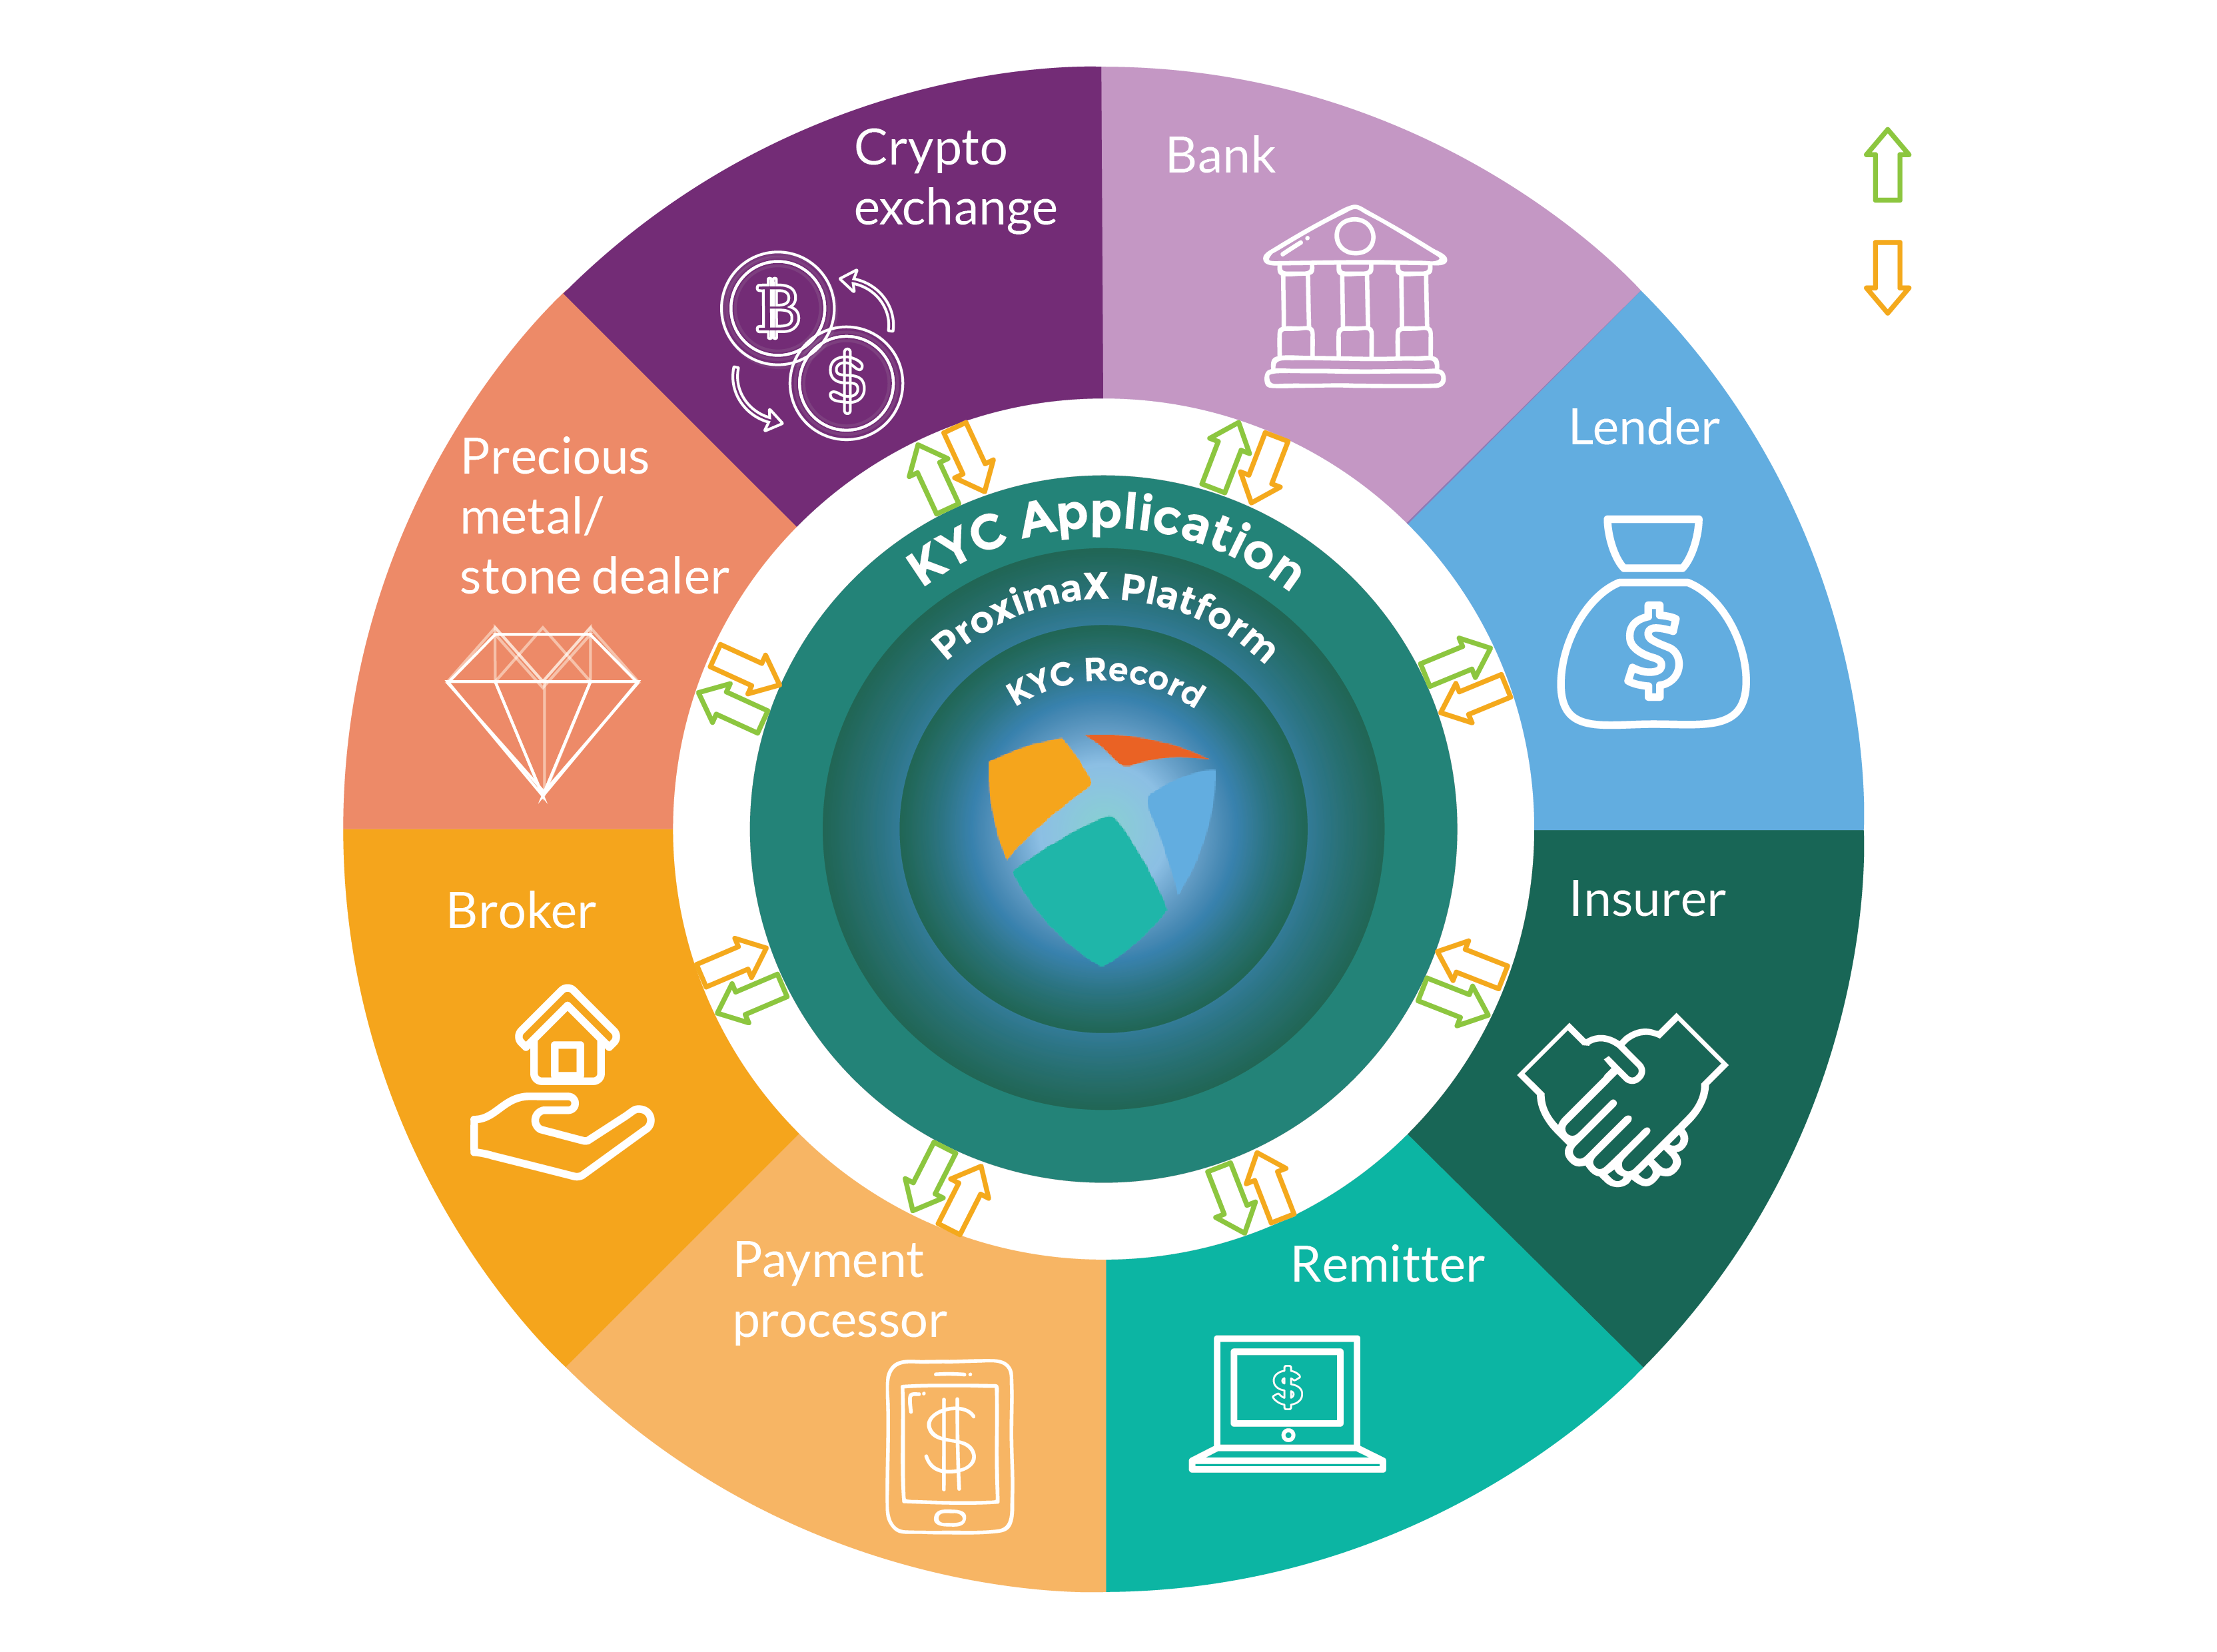 Crypto
exchange
Bank
Lender
Insurer
Remitter
Payment
processor
Broker
Precious
metal/
stone dealer
KYC Application
ProximaX Platform
KYC Record